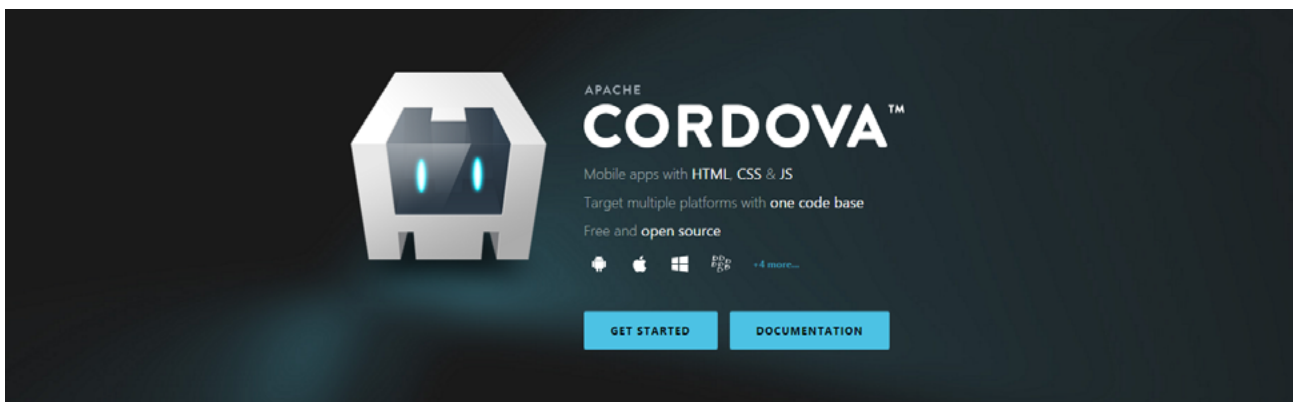 APACHE
CORDOVA™
Mobile apps with HTML, CSS & JS
Target multiple platforms with one code base
Free and open source
+4 more...
GET STARTED
DOCUMENTATION